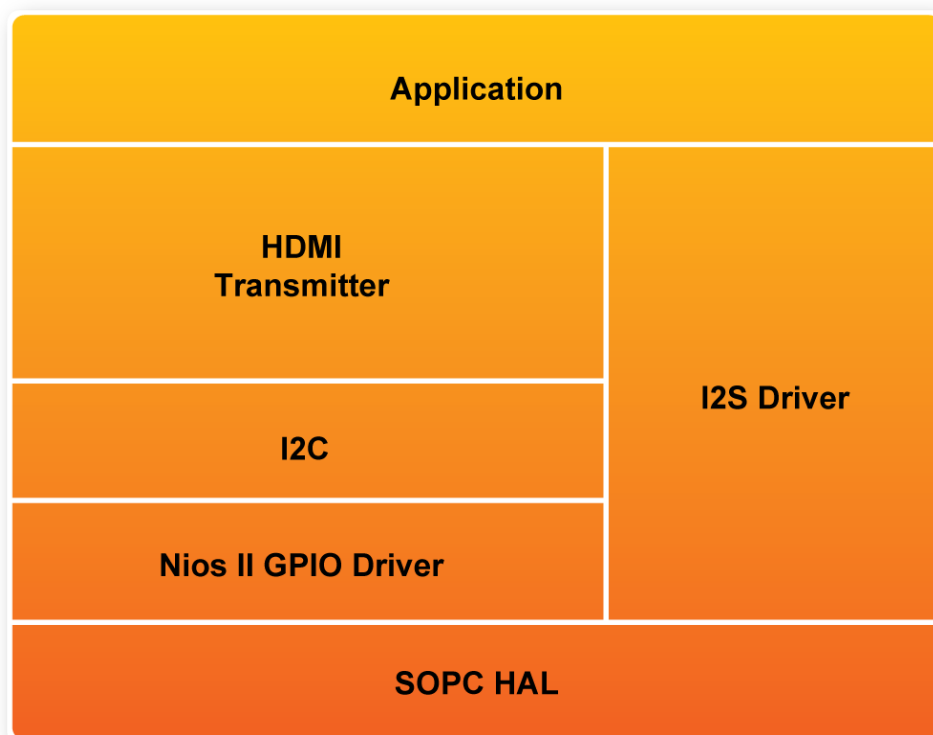 Application
HDMI
Transmitter
I2S Driver
I2C
Nios II GPIO Driver
SOPC HAL